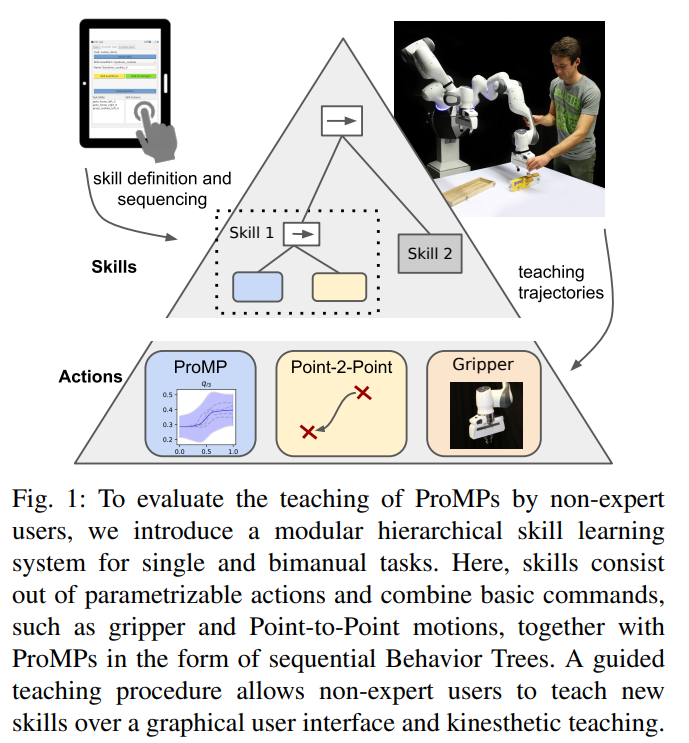 skill definition and
sequencing
Skill 1
Skill 2
Skills
teaching
trajectories
Actions
ProMP
Point-2-Point
Gripper
0.5
0.4
0.3
0.2
0.0
0.5
1.0
Fig. 1: To evaluate the teaching of ProMPs by non-expert
users, we introduce a modular hierarchical skill learning
system for single and bimanual tasks. Here, skills consist
out of parametrizable actions and combine basic commands,
such as gripper and Point-to-Point motions, together with
ProMPs in the form of sequential Behavior Trees. A guided
teaching procedure allows non-expert users to teach new
skills over a graphical user interface and kinesthetic teaching.